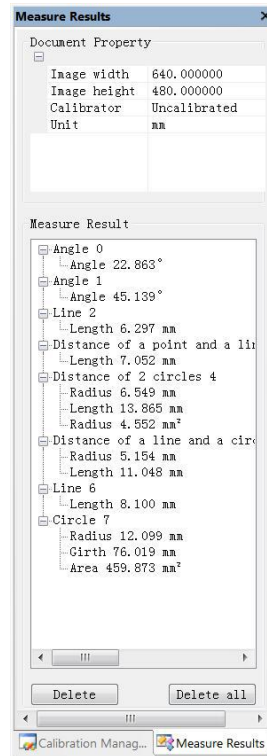 Measure Results
Document Property
Image width 640.000000
Image height 480.000000
Calibrator Uncalibrated
Unit mm
Measure Result
Angle 0
Angle 22.863°
Angle 1
Angle 45.139°
Line 2
Length 6.297 mm
Distance of a point and a lin
Length 7.052 mm
Distance of 2 circles 4
Radius 6.549 mm
Length 13.865 mm
Radius 4.552 mm²
Distance of a line and a circ
Radius 5.154 mm
Length 11.048 mm
Line 6
Length 8.100 mm
Circle 7
Radius 12.099 mm
Girth 76.019 mm
Area 459.873 mm²
Delete Delete all
Calibration Manag... Measure Results